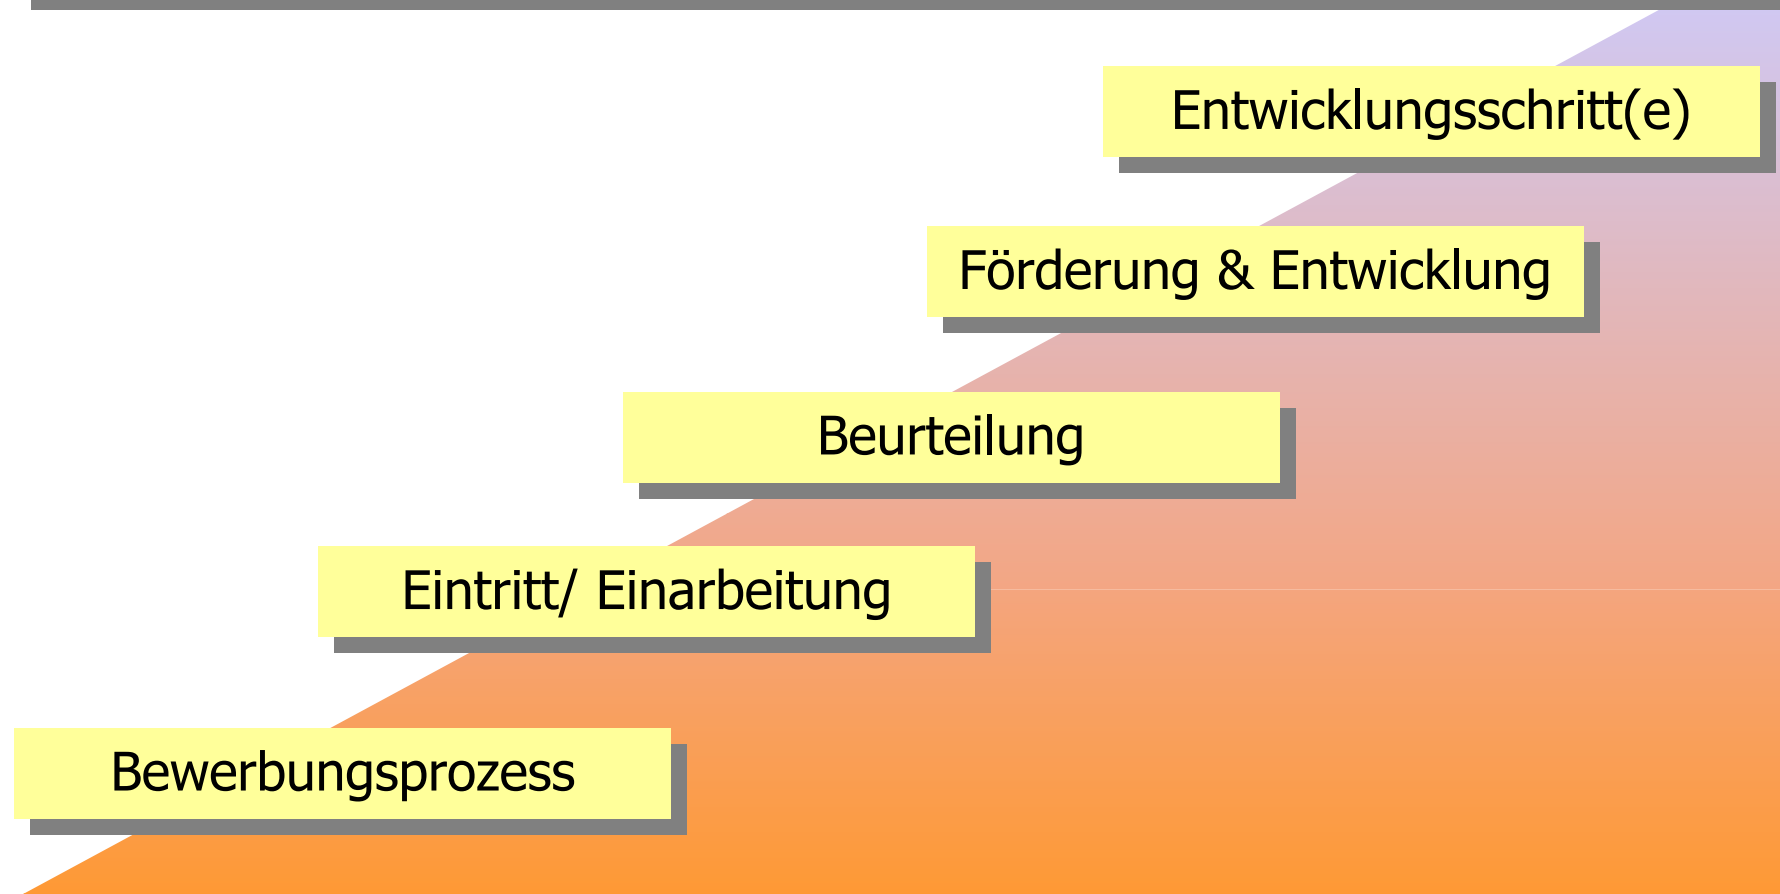 Entwicklungsschritt(e)
Förderung & Entwicklung
Beurteilung
Eintritt/ Einarbeitung
Bewerbungsprozess